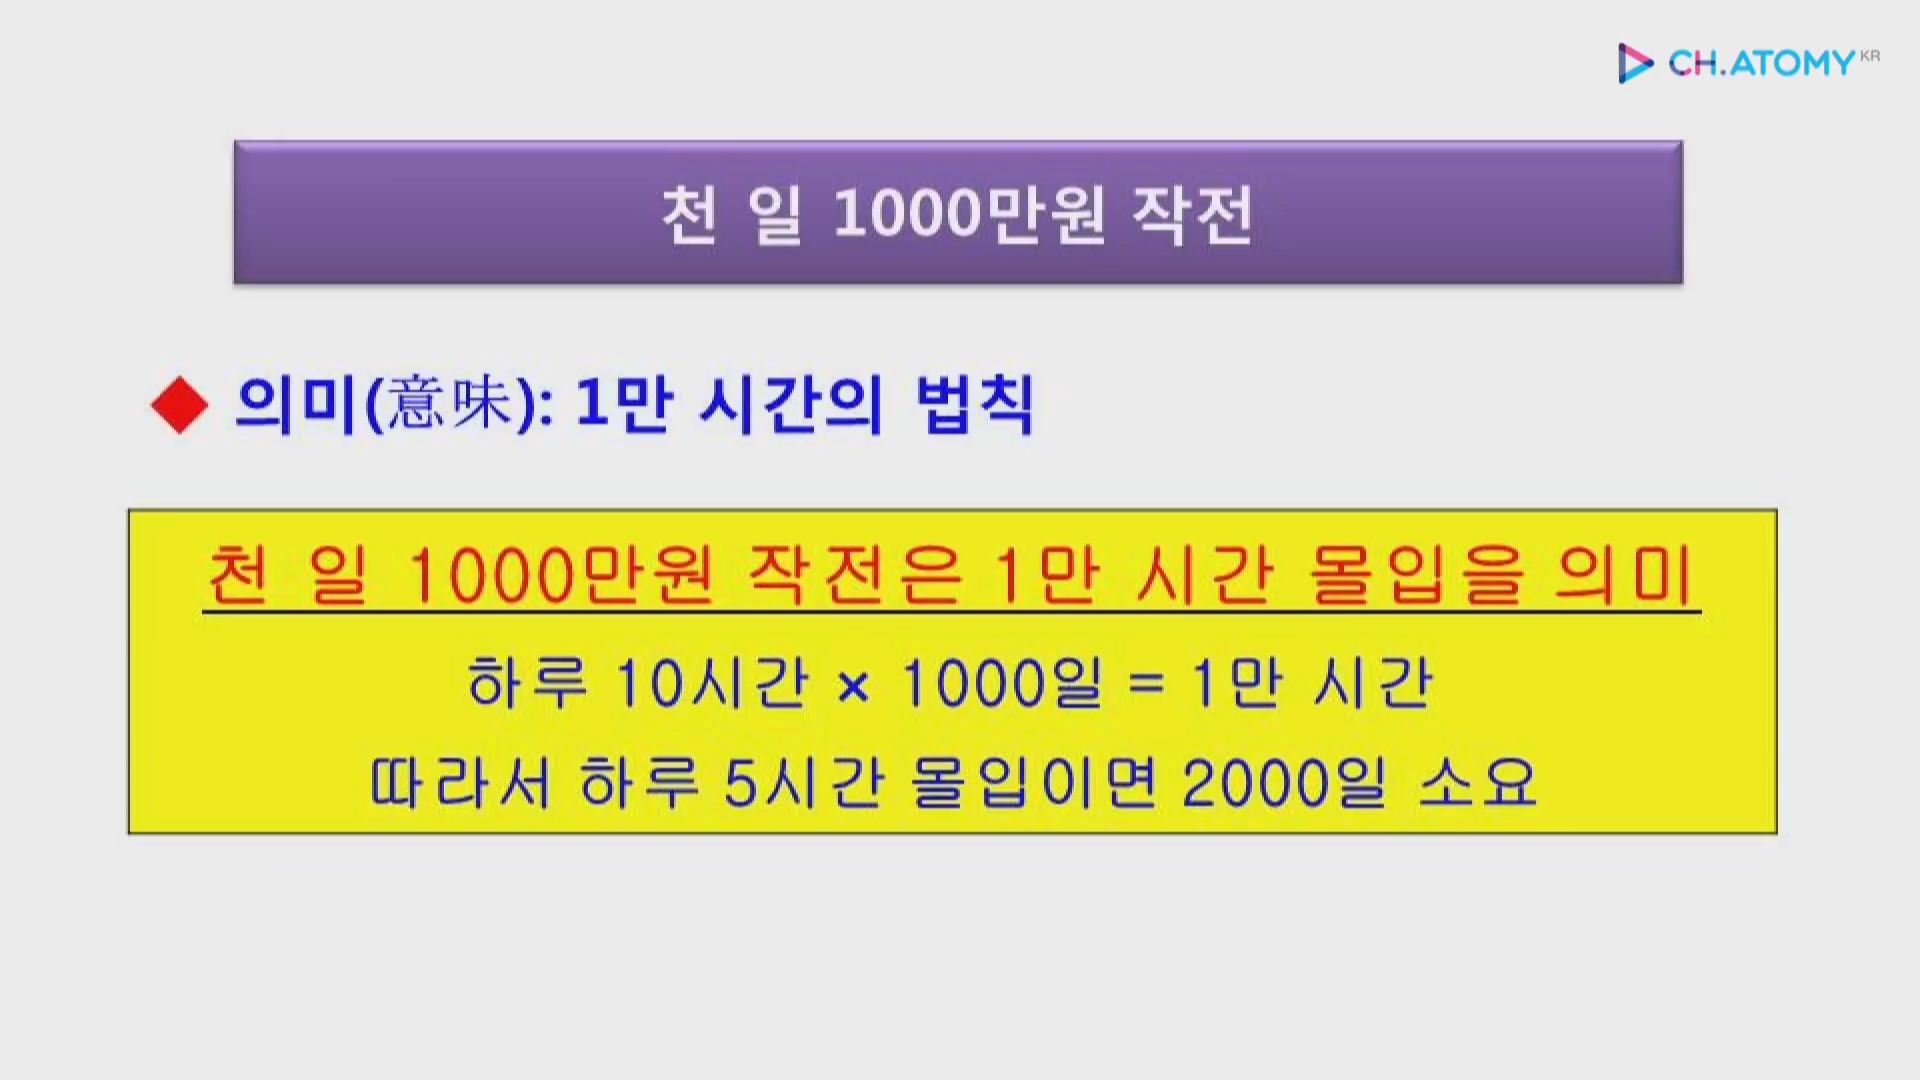 CH.ATOMY KR
천 일 1000만원 작전
의미(意味): 1만 시간의 법칙
천 일 1000만원 작전은 1만 시간 몰입을 의미
하루 10시간 × 1000일 = 1만 시간
따라서 하루 5시간 몰입이면 2000일 소요